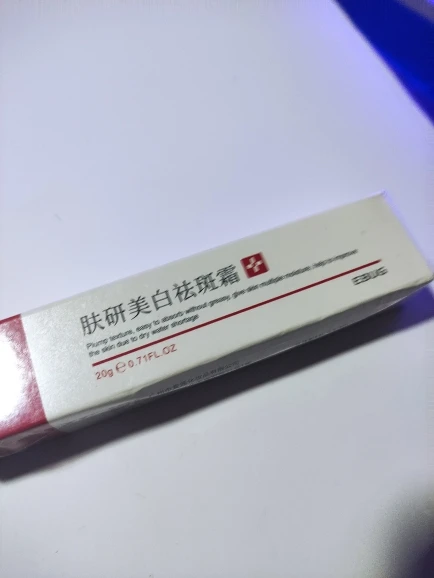 肤研美白祛斑霜
Plump texture, easy to absorb without greasy, give skin multiple moisture, help to improve
the skin due to dry water shortage
20g ℮ 0.71FL.OZ